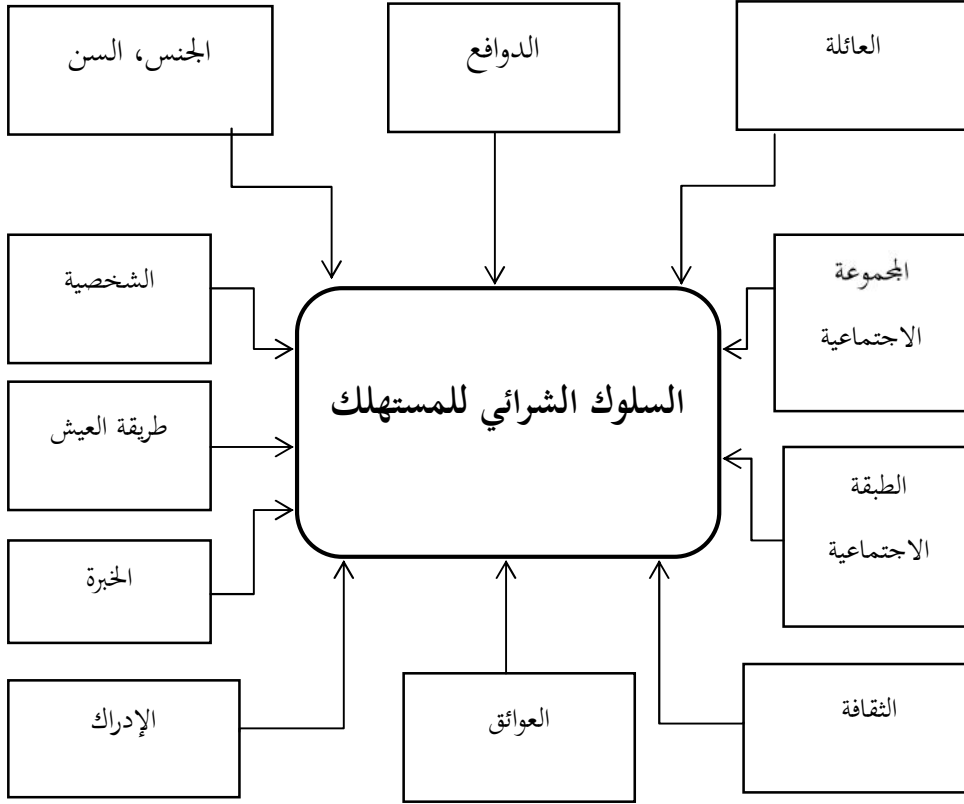 العائلة
الدوافع
الجنس، السن
المجموعة
الاجتماعية
الشخصية
السلوك الشرائي للمستهلك
طريقة العيش
الطبقة
الاجتماعية
الخبرة
الثقافة
العوائق
الإدراك